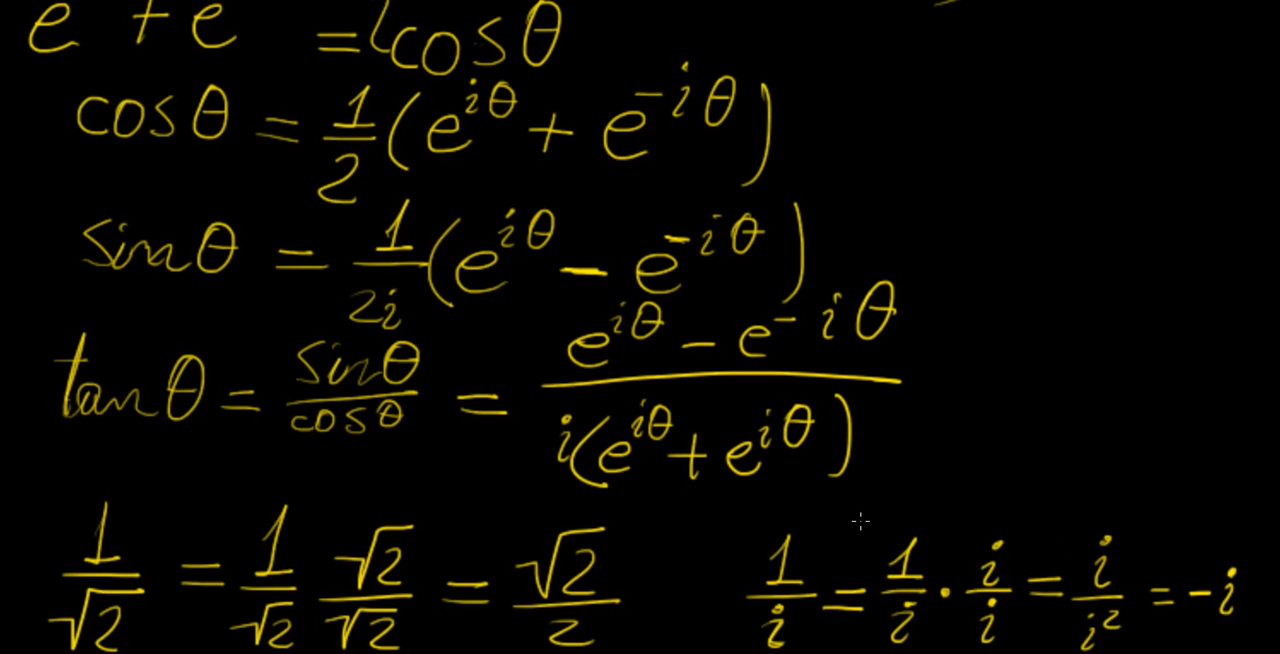 e + e = 2cosθ
cosθ = 1/2 (e^{iθ} + e^{-iθ})
sinθ = 1/2i (e^{iθ} - e^{-iθ})
tanθ = sinθ/cosθ = (e^{iθ} - e^{-iθ})/(i(e^{iθ} + e^{iθ}))
1/√2 = 1/√2 √2/√2 = √2/2    1/i = 1/i · i/i = i/i² = -i